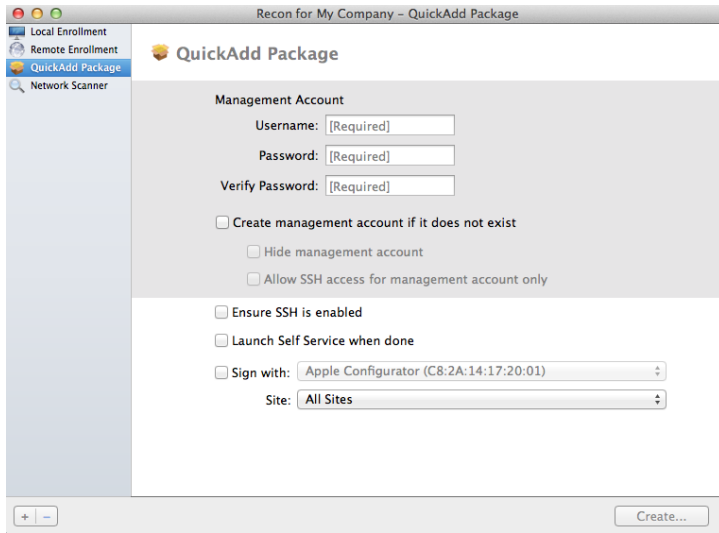 Recon for My Company – QuickAdd Package
Local Enrollment
Remote Enrollment
QuickAdd Package
Network Scanner
QuickAdd Package
Management Account
Username: [Required]
Password: [Required]
Verify Password: [Required]
Create management account if it does not exist
Hide management account
Allow SSH access for management account only
Ensure SSH is enabled
Launch Self Service when done
Sign with: Apple Configurator (C8:2A:14:17:20:01)
Site: All Sites
+ −
Create...